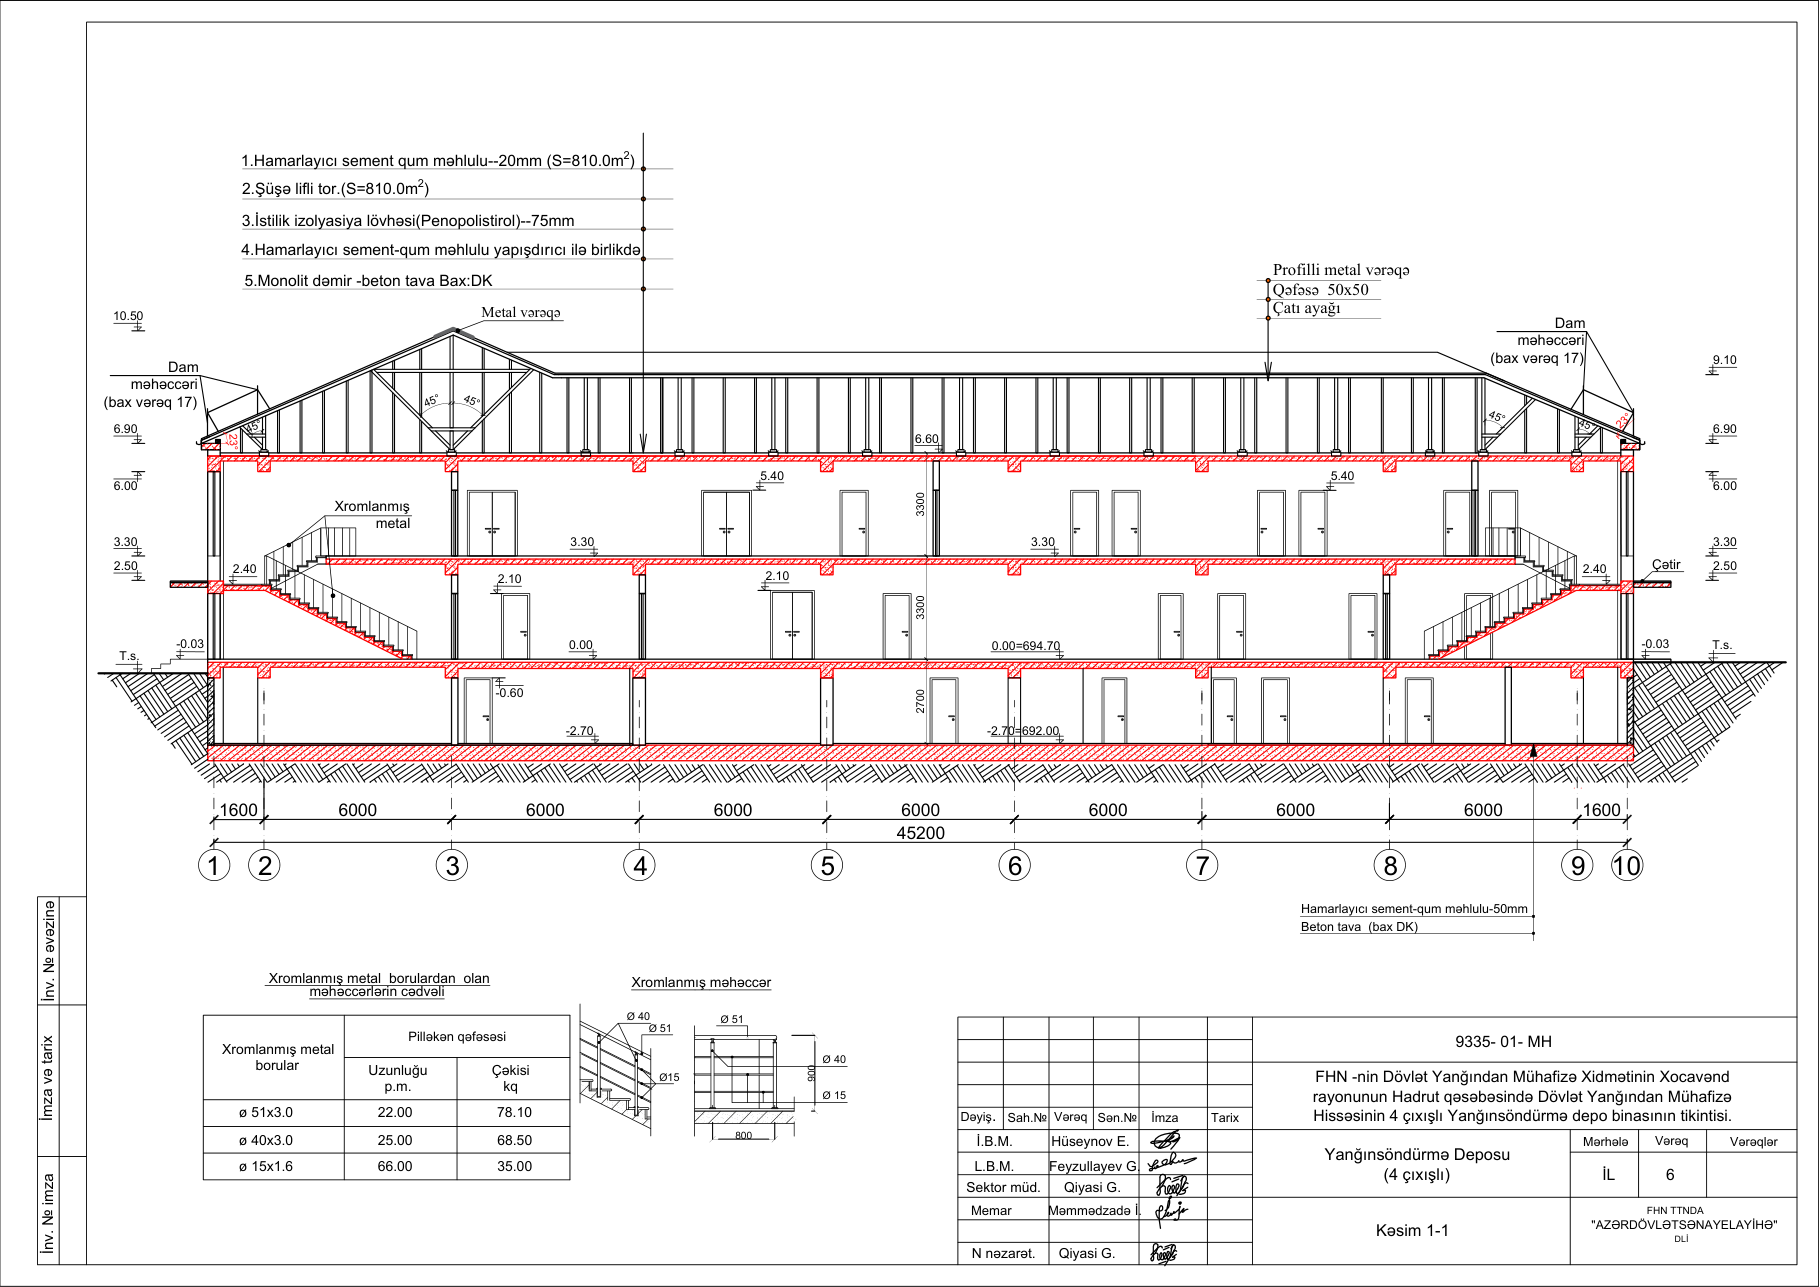 1.Hamarlayıcı sement qum məhlulu--20mm (S=810.0m²)
2.Şüşə lifli tor.(S=810.0m²)
3.İstilik izolyasiya lövhəsi(Penopolistirol)--75mm
4.Hamarlayıcı sement-qum məhlulu yapışdırıcı ilə birlikdə
5.Monolit dəmir -beton tava Bax:DK
Profilli metal vərəqə
Qəfəsə 50x50
Çatı ayağı
Metal vərəqə
10.50
Dam
məhəccəri
(bax vərəq 17)
Dam
məhəccəri
(bax vərəq 17)
9.10
6.90
45°
23°
45°
45°
6.60
45°
45°
23°
6.90
6.00
5.40
5.40
6.00
Xromlanmış
metal
3300
3.30
3.30
3.30
3.30
2.50
2.40
2.10
2.10
2.40
Çətir
2.50
3300
T.s.
-0.03
0.00
0.00=694.70
-0.03
T.s.
-0.60
2700
-2.70
-2.70=692.00
1600
6000
6000
6000
6000
6000
6000
6000
1600
45200
1
2
3
4
5
6
7
8
9
10
Hamarlayıcı sement-qum məhlulu-50mm
Beton tava (bax DK)
İnv. № əvəzinə
İmza və tarix
İnv. № imza
Xromlanmış metal borulardan olan
məhəccərlərin cədvəli
Xromlanmış metal
borular
Pilləkən qəfəsəsi
Uzunluğu
p.m.
Çəkisi
kq
ø 51x3.0 22.00 78.10
ø 40x3.0 25.00 68.50
ø 15x1.6 66.00 35.00
Xromlanmış məhəccər
Ø 40
Ø 51
Ø15
Ø 51
Ø 40
900
Ø 15
800
9335- 01- MH
FHN -nin Dövlət Yanğından Mühafizə Xidmətinin Xocavənd
rayonunun Hadrut qəsəbəsində Dövlət Yanğından Mühafizə
Hissəsinin 4 çıxışlı Yanğınsöndürmə depo binasının tikintisi.
Dəyiş. Sah.№ Vərəq Sən.№ İmza Tarix
İ.B.M. Hüseynov E.
L.B.M. Feyzullayev G.
Sektor müd. Qiyasi G.
Memar Məmmədzadə İ.
N nəzarət. Qiyasi G.
Yanğınsöndürmə Deposu
(4 çıxışlı)
Mərhələ Vərəq Vərəqlər
İL 6
Kəsim 1-1
FHN TTNDA
"AZƏRDÖVLƏTSƏNAYELAYİHƏ"
DLİ